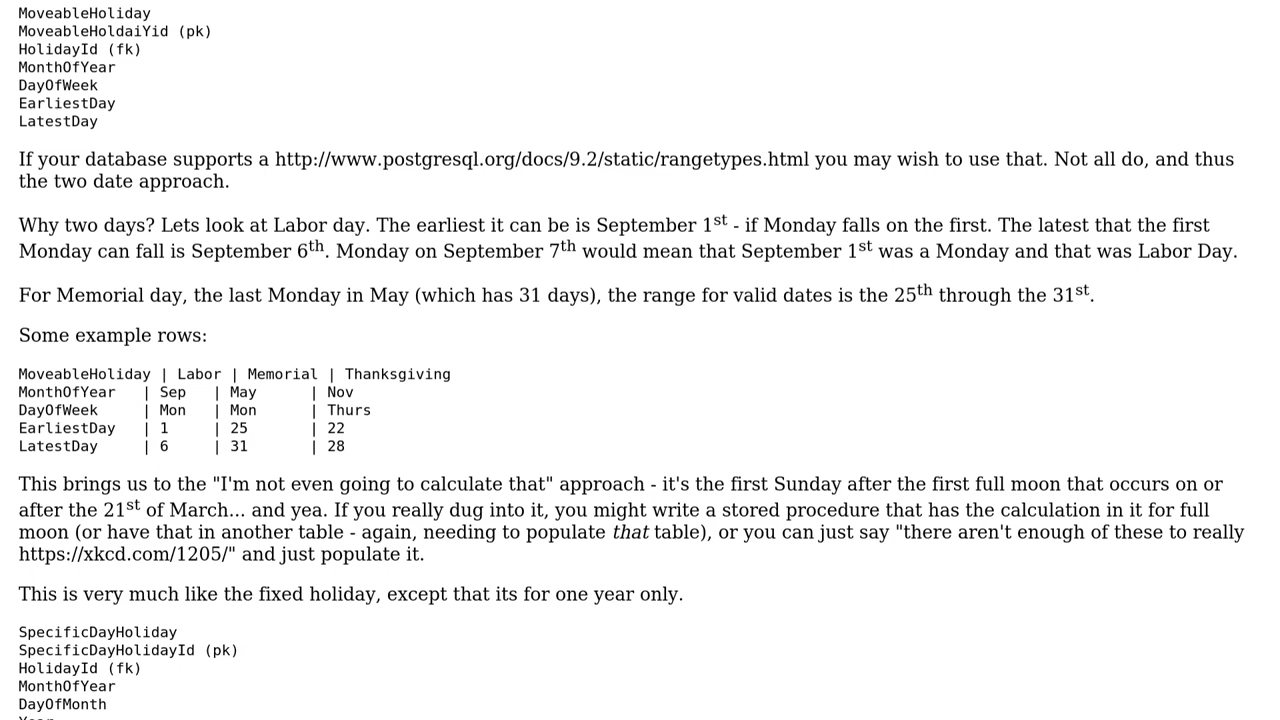 MoveableHoliday
MoveableHoldaiYid (pk)
HolidayId (fk)
MonthOfYear
DayOfWeek
EarliestDay
LatestDay
If your database supports a http://www.postgresql.org/docs/9.2/static/rangetypes.html you may wish to use that. Not all do, and thus
the two date approach.
Why two days? Lets look at Labor day. The earliest it can be is September 1st - if Monday falls on the first. The latest that the first
Monday can fall is September 6th. Monday on September 7th would mean that September 1st was a Monday and that was Labor Day.
For Memorial day, the last Monday in May (which has 31 days), the range for valid dates is the 25th through the 31st.
Some example rows:
MoveableHoliday | Labor | Memorial | Thanksgiving
MonthOfYear   | Sep   | May      | Nov
DayOfWeek     | Mon   | Mon      | Thurs
EarliestDay   | 1     | 25       | 22
LatestDay     | 6     | 31       | 28
This brings us to the "I'm not even going to calculate that" approach - it's the first Sunday after the first full moon that occurs on or
after the 21st of March... and yea. If you really dug into it, you might write a stored procedure that has the calculation in it for full
moon (or have that in another table - again, needing to populate that table), or you can just say "there aren't enough of these to really
https://xkcd.com/1205/" and just populate it.
This is very much like the fixed holiday, except that its for one year only.
SpecificDayHoliday
SpecificDayHolidayId (pk)
HolidayId (fk)
MonthOfYear
DayOfMonth